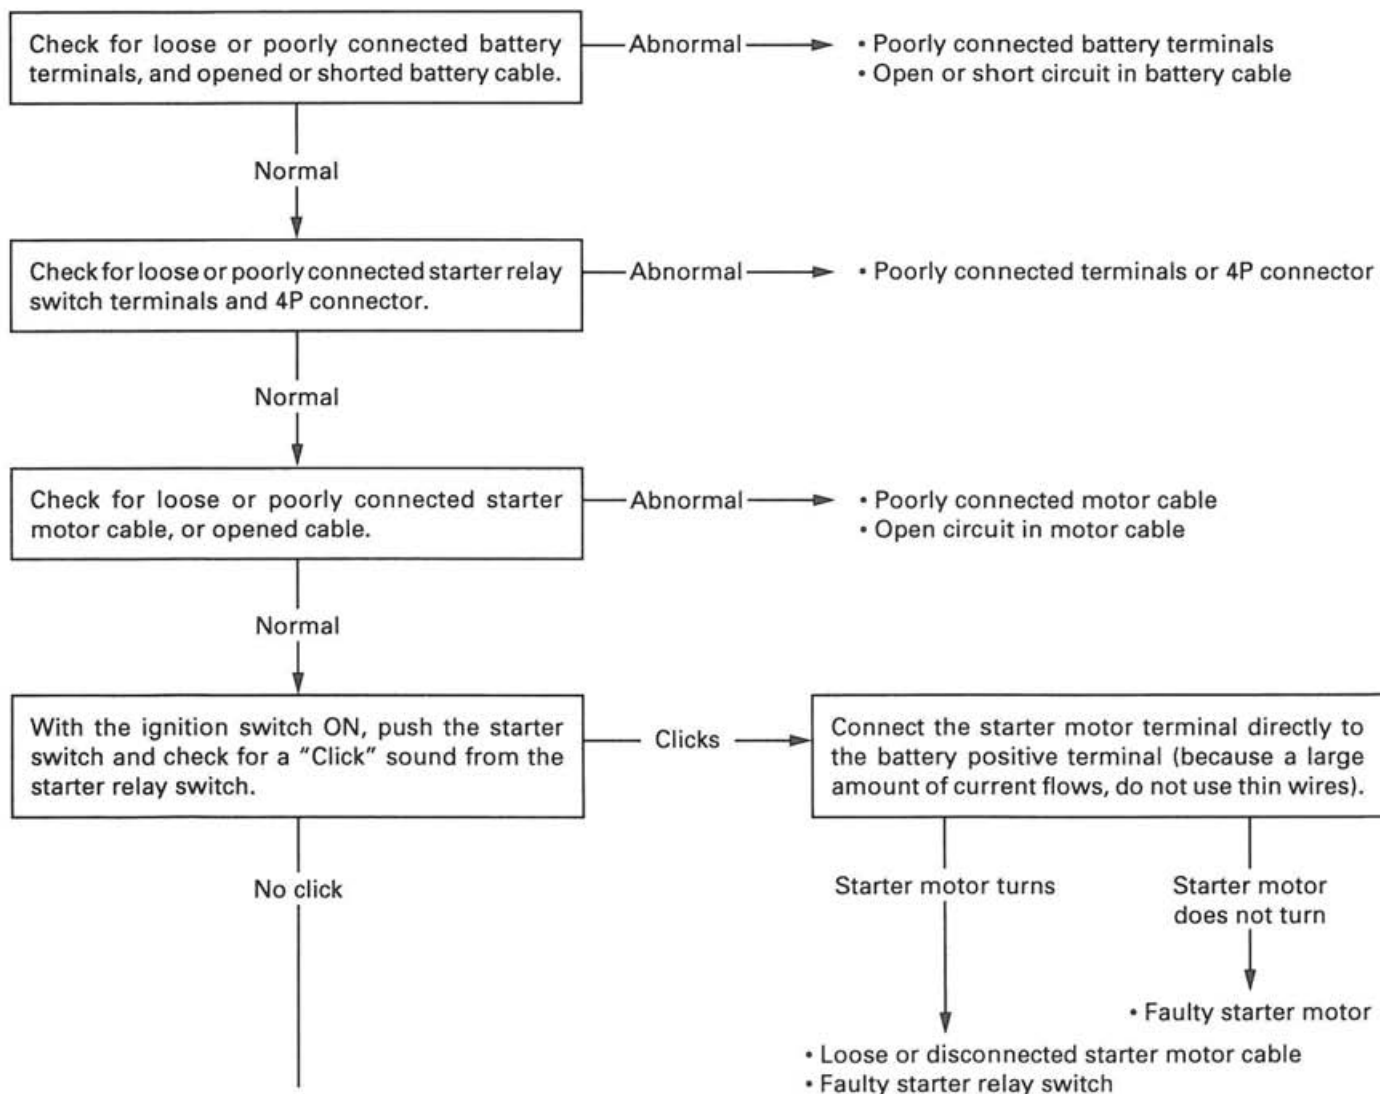 Check for loose or poorly connected battery
terminals, and opened or shorted battery cable.
Abnormal
• Poorly connected battery terminals
• Open or short circuit in battery cable
Normal
Check for loose or poorly connected starter relay
switch terminals and 4P connector.
Abnormal
• Poorly connected terminals or 4P connector
Normal
Check for loose or poorly connected starter
motor cable, or opened cable.
Abnormal
• Poorly connected motor cable
• Open circuit in motor cable
Normal
With the ignition switch ON, push the starter
switch and check for a “Click” sound from the
starter relay switch.
Clicks
Connect the starter motor terminal directly to
the battery positive terminal (because a large
amount of current flows, do not use thin wires).
No click
Starter motor turns
Starter motor
does not turn
• Faulty starter motor
• Loose or disconnected starter motor cable
• Faulty starter relay switch